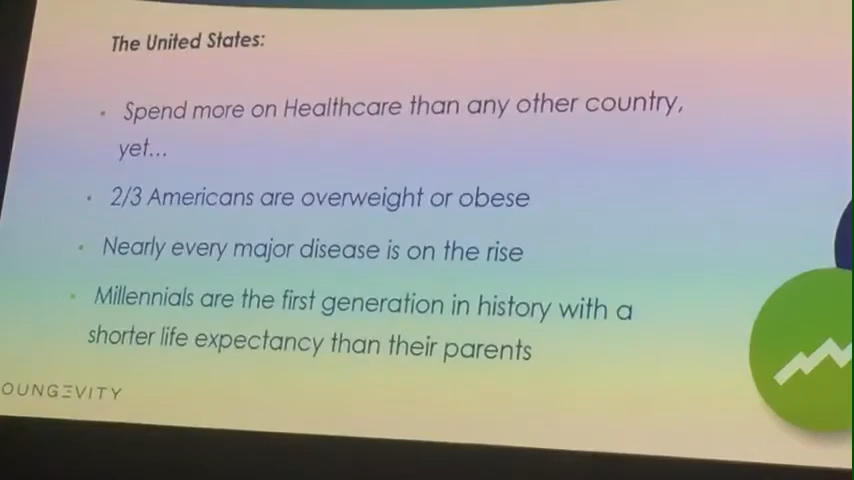 The United States:
• Spend more on Healthcare than any other country,
yet...
• 2/3 Americans are overweight or obese
• Nearly every major disease is on the rise
• Millennials are the first generation in history with a
shorter life expectancy than their parents
OUNGEVITY